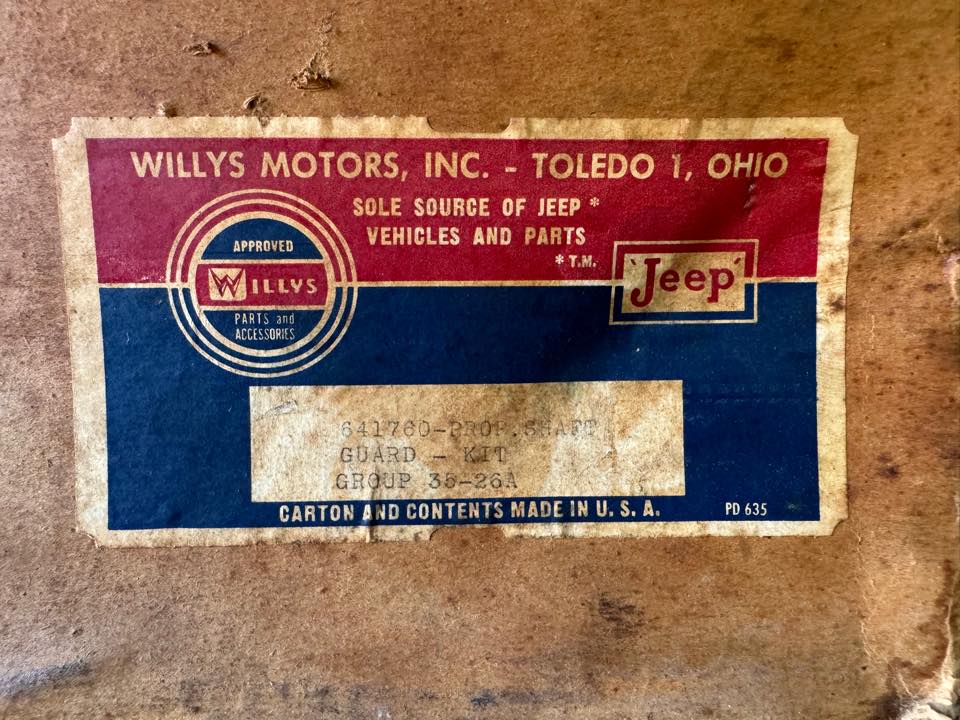 WILLYS MOTORS, INC. - TOLEDO 1, OHIO
SOLE SOURCE OF JEEP *
VEHICLES AND PARTS
* T.M.
APPROVED
WILLYS
PARTS and
ACCESSORIES
'Jeep'
641760-PROP.SHAFT
GUARD - KIT
GROUP 35-26A
CARTON AND CONTENTS MADE IN U. S. A.
PD 635